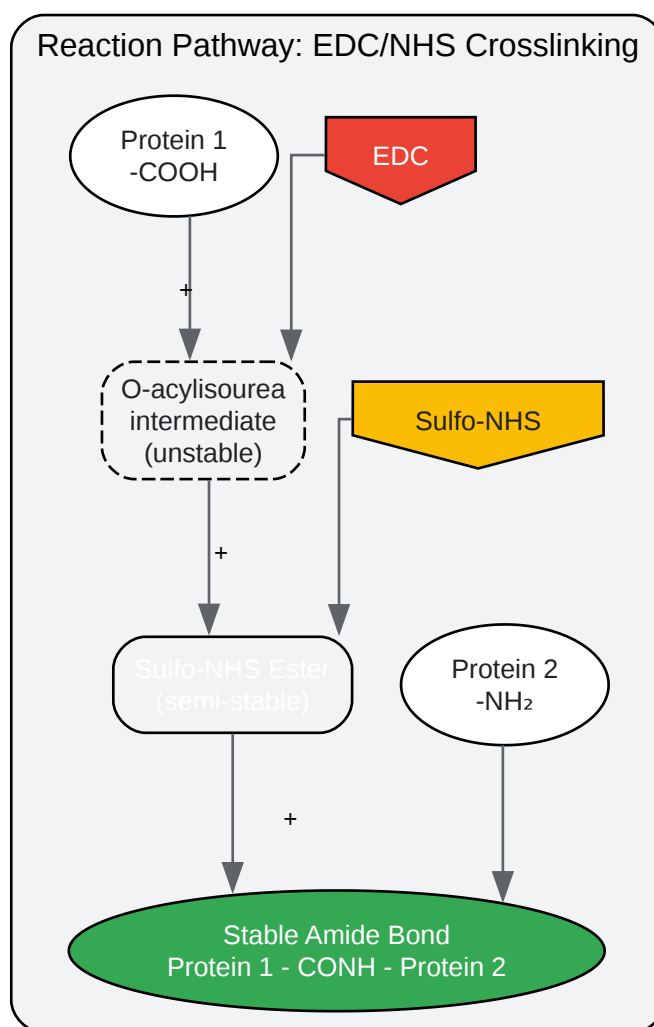 Reaction Pathway: EDC/NHS Crosslinking
Protein 1
-COOH
EDC
+
O-acylisourea
intermediate
(unstable)
Sulfo-NHS
+
Sulfo-NHS Ester
(semi-stable)
Protein 2
-NH₂
+
Stable Amide Bond
Protein 1 - CONH - Protein 2